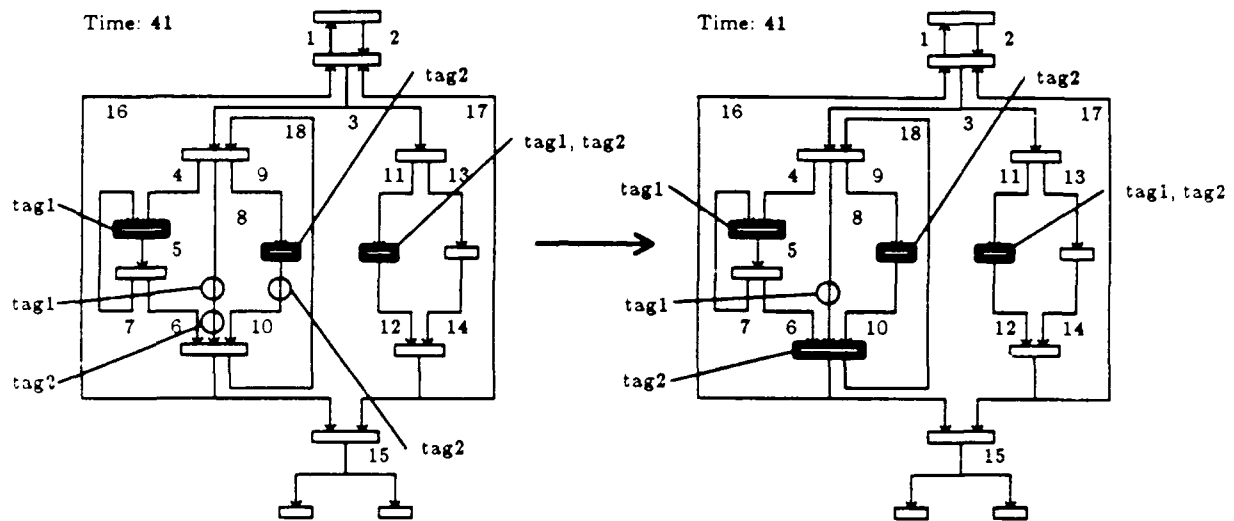 Time: 41
1 2
tag2
16 3 17
18
tag1, tag2
4 9 11 13
tag1
8
5
tag1
7 6 10 12 14
tag2
15 tag2
Time: 41
1 2
tag2
16 3 17
18
4 9 11 13
tag1 tag1, tag2
8
5
tag1
7 6 10 12 14
tag2
15